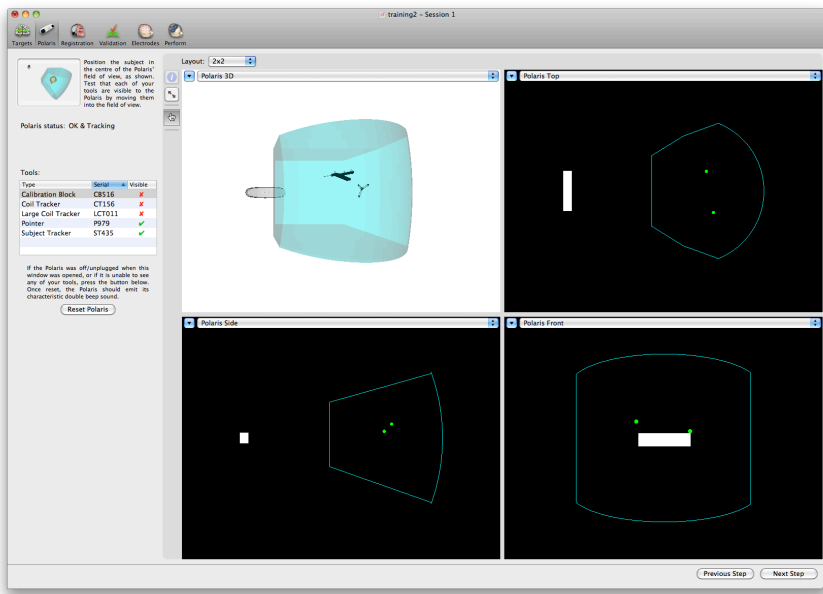 training2 – Session 1
Targets Polaris Registration Validation Electrodes Perform
Position the subject in
the centre of the Polaris'
field of view, as shown.
Test that each of your
tools are visible to the
Polaris by moving them
into the field of view.
Polaris status: OK & Tracking
Tools:
Type Serial Visible
Calibration Block CB516 ✗
Coil Tracker CT156 ✗
Large Coil Tracker LCT011 ✗
Pointer P979 ✔
Subject Tracker ST435 ✔
If the Polaris was off/unplugged when this
window was opened, or if it is unable to see
any of your tools, press the button below.
Once reset, the Polaris should emit its
characteristic double beep sound.
Reset Polaris
Layout: 2x2
Polaris 3D
Polaris Top
Polaris Side
Polaris Front
Previous Step Next Step